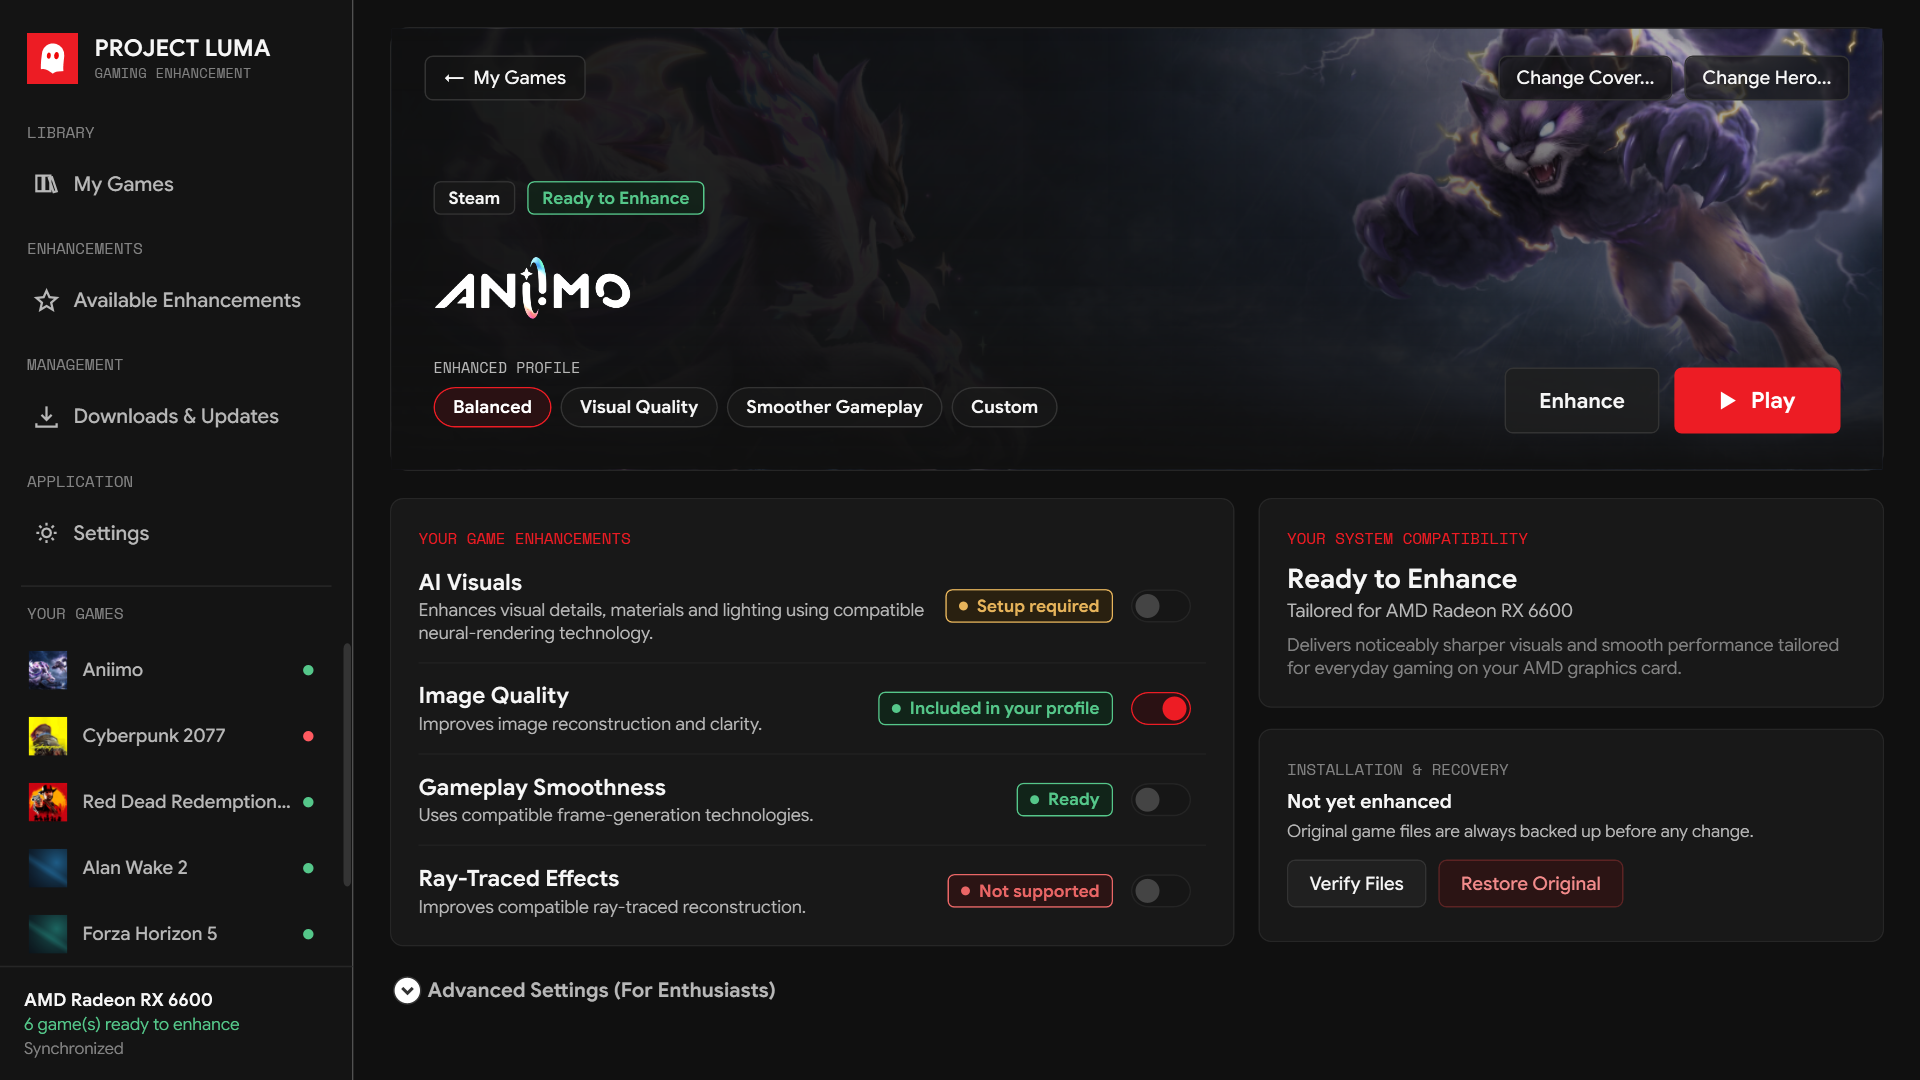 PROJECT LUMA
GAMING ENHANCEMENT
LIBRARY
My Games
ENHANCEMENTS
Available Enhancements
MANAGEMENT
Downloads & Updates
APPLICATION
Settings
YOUR GAMES
Aniimo
Cyberpunk 2077
Red Dead Redemption...
Alan Wake 2
Forza Horizon 5
AMD Radeon RX 6600
6 game(s) ready to enhance
Synchronized
← My Games
Change Cover...
Change Hero...
Steam
Ready to Enhance
ANIIMO
ENHANCED PROFILE
Balanced
Visual Quality
Smoother Gameplay
Custom
Enhance
Play
YOUR GAME ENHANCEMENTS
AI Visuals
Enhances visual details, materials and lighting using compatible
neural-rendering technology.
Setup required
Image Quality
Improves image reconstruction and clarity.
Included in your profile
Gameplay Smoothness
Uses compatible frame-generation technologies.
Ready
Ray-Traced Effects
Improves compatible ray-traced reconstruction.
Not supported
Advanced Settings (For Enthusiasts)
YOUR SYSTEM COMPATIBILITY
Ready to Enhance
Tailored for AMD Radeon RX 6600
Delivers noticeably sharper visuals and smooth performance tailored
for everyday gaming on your AMD graphics card.
INSTALLATION & RECOVERY
Not yet enhanced
Original game files are always backed up before any change.
Verify Files
Restore Original